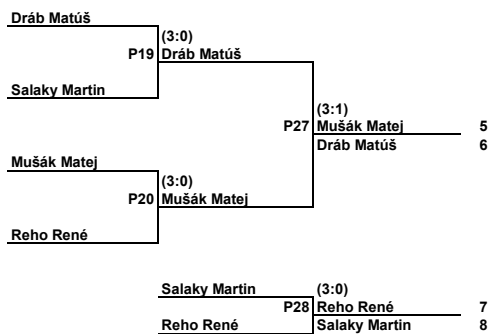 Dráb Matúš
(3:0)
P19 Dráb Matúš
Salaky Martin
(3:1)
P27 Mušák Matej 5
Dráb Matúš 6
Mušák Matej
(3:0)
P20 Mušák Matej
Reho René
Salaky Martin (3:0)
P28 Reho René 7
Reho René Salaky Martin 8